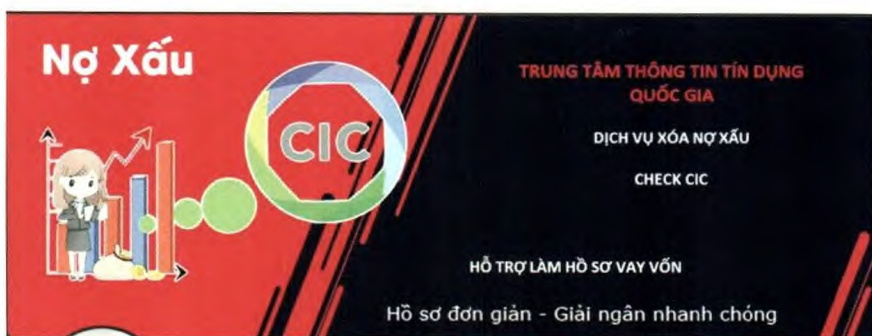 Nợ Xấu
CIC
TRUNG TÂM THÔNG TIN TÍN DỤNG
QUỐC GIA
DỊCH VỤ XÓA NỢ XẤU
CHECK CIC
HỖ TRỢ LÀM HỒ SƠ VAY VỐN
Hồ sơ đơn giản - Giải ngân nhanh chóng